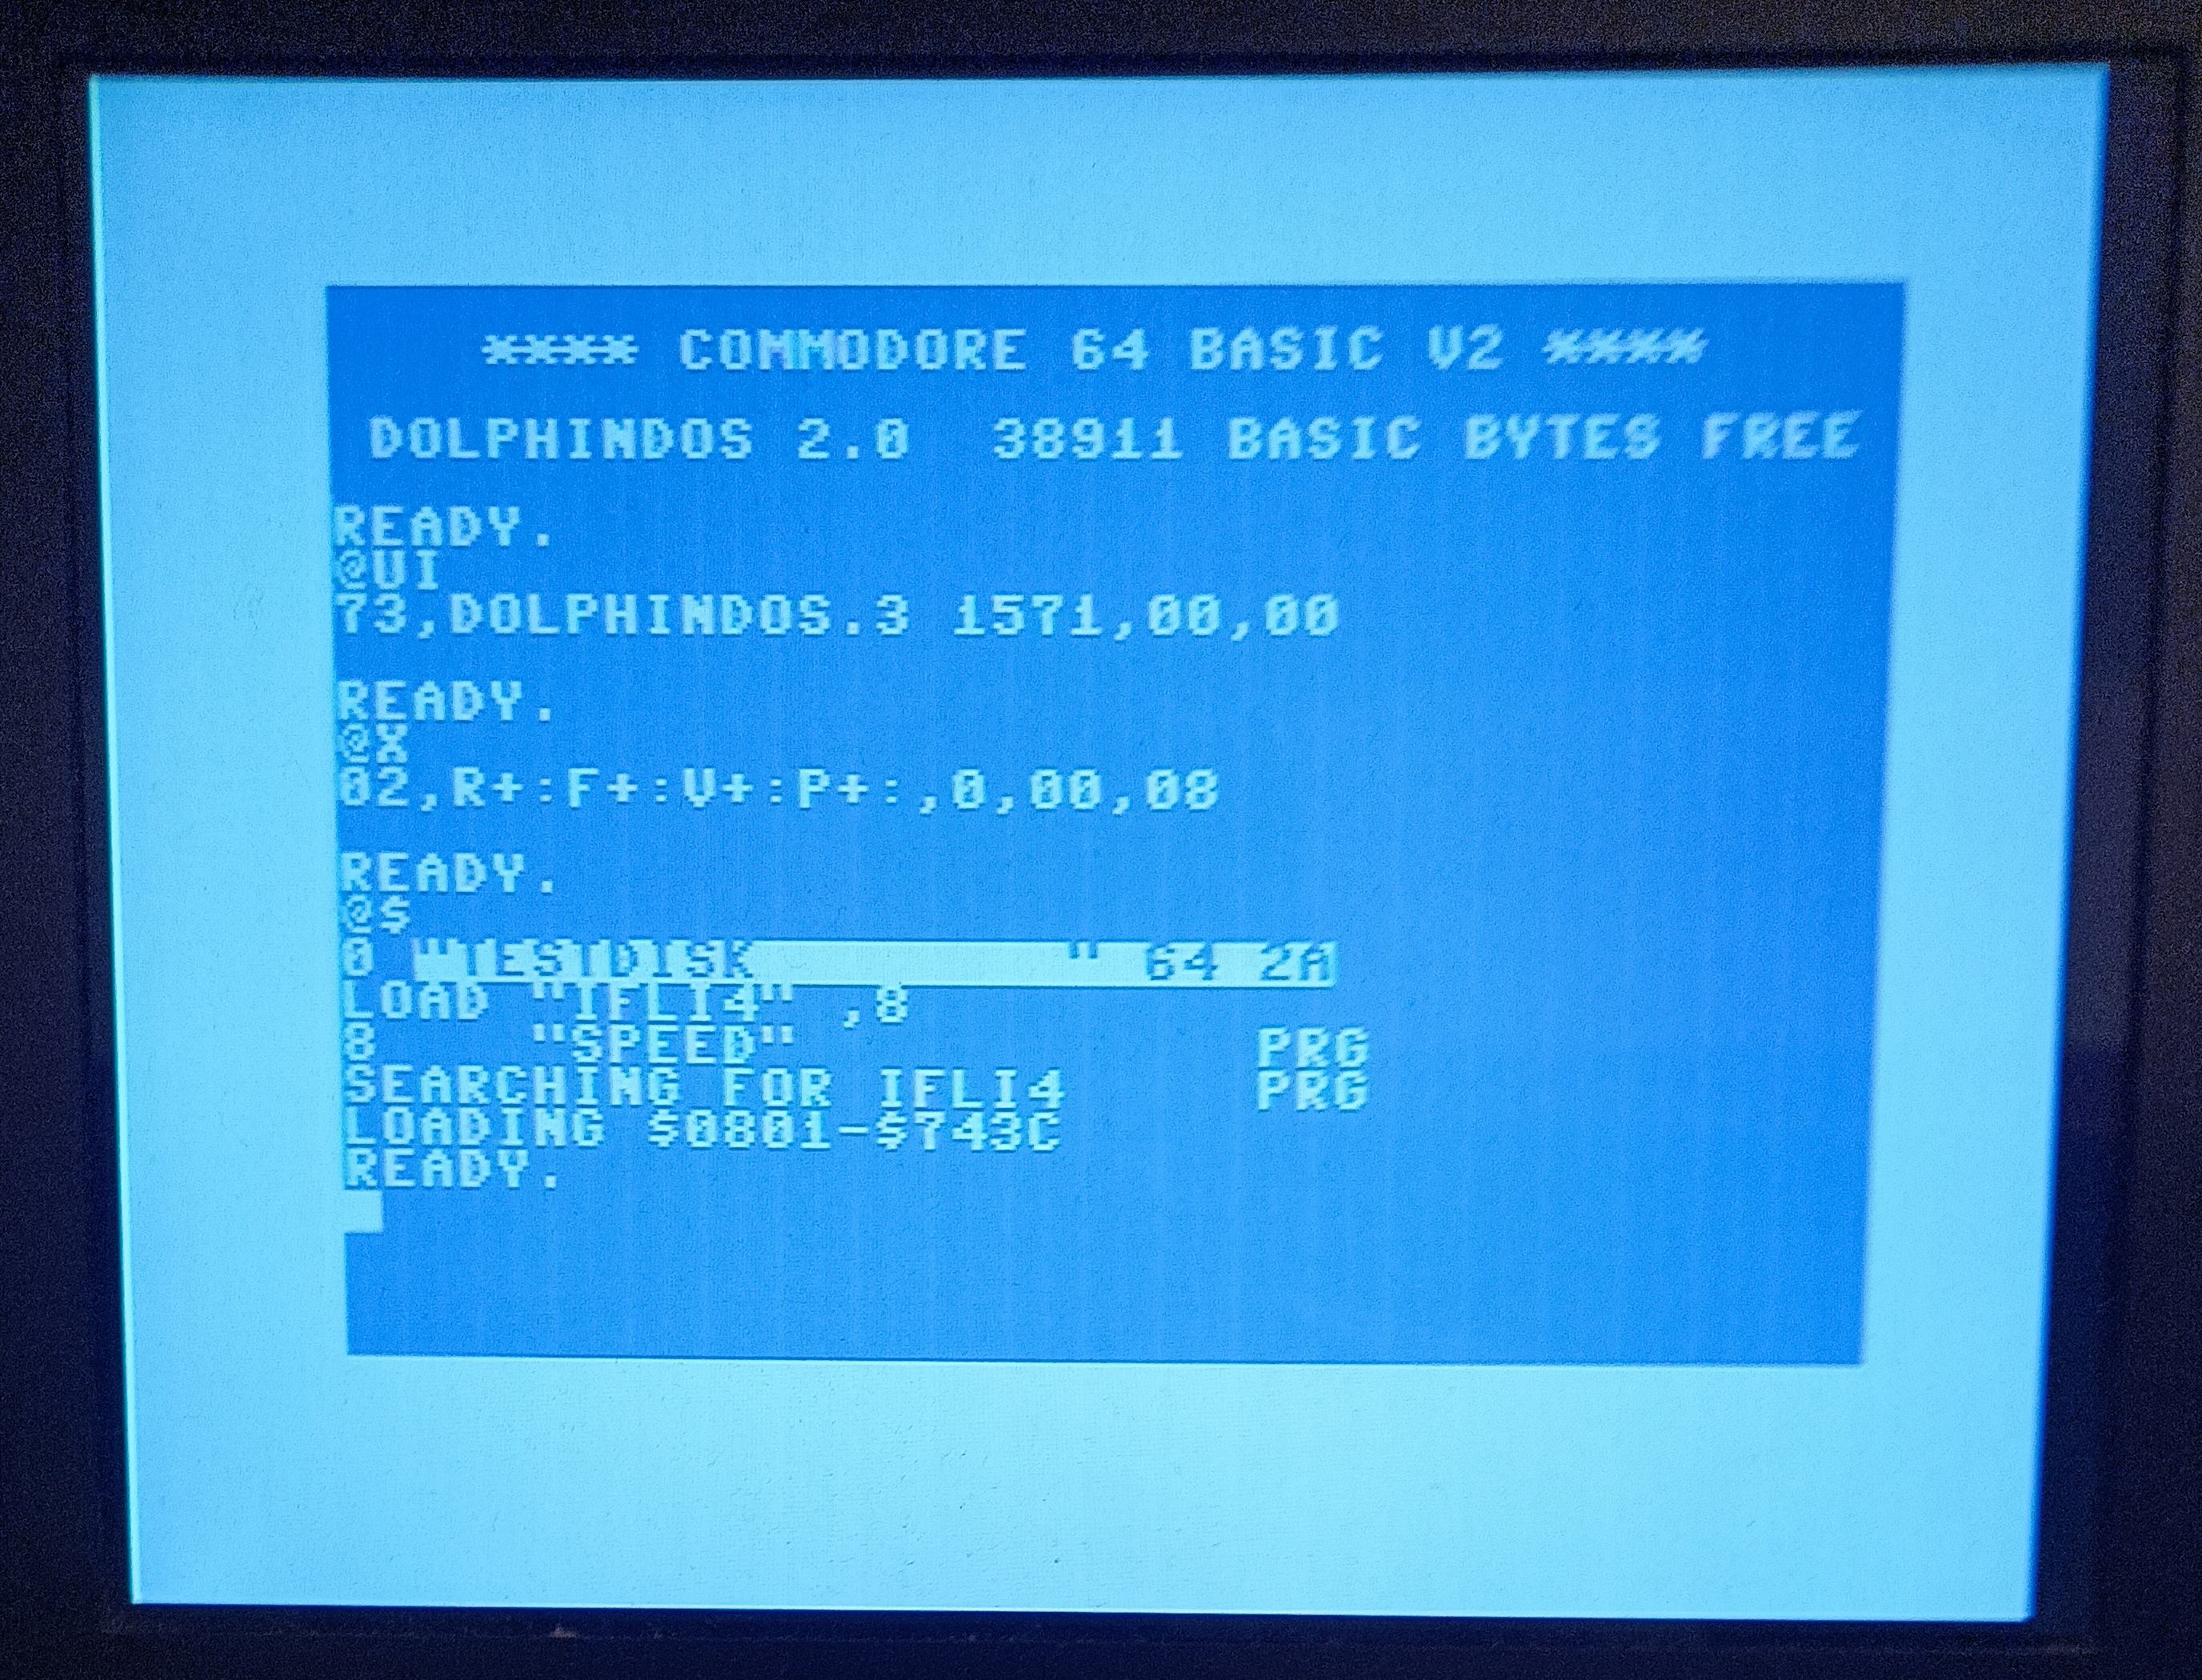 **** COMMODORE 64 BASIC V2 ****
DOLPHINDOS 2.0  38911 BASIC BYTES FREE
READY.
@UI
73,DOLPHINDOS.3 1571,00,00
READY.
@X
02,R+:F+:V+:P+:,0,00,08
READY.
@$
0 "TESTDISK        " 64 2A
LOAD "IFLI4" ,8
8    "SPEED"            PRG
SEARCHING FOR IFLI4     PRG
LOADING $0801-$743C
READY.